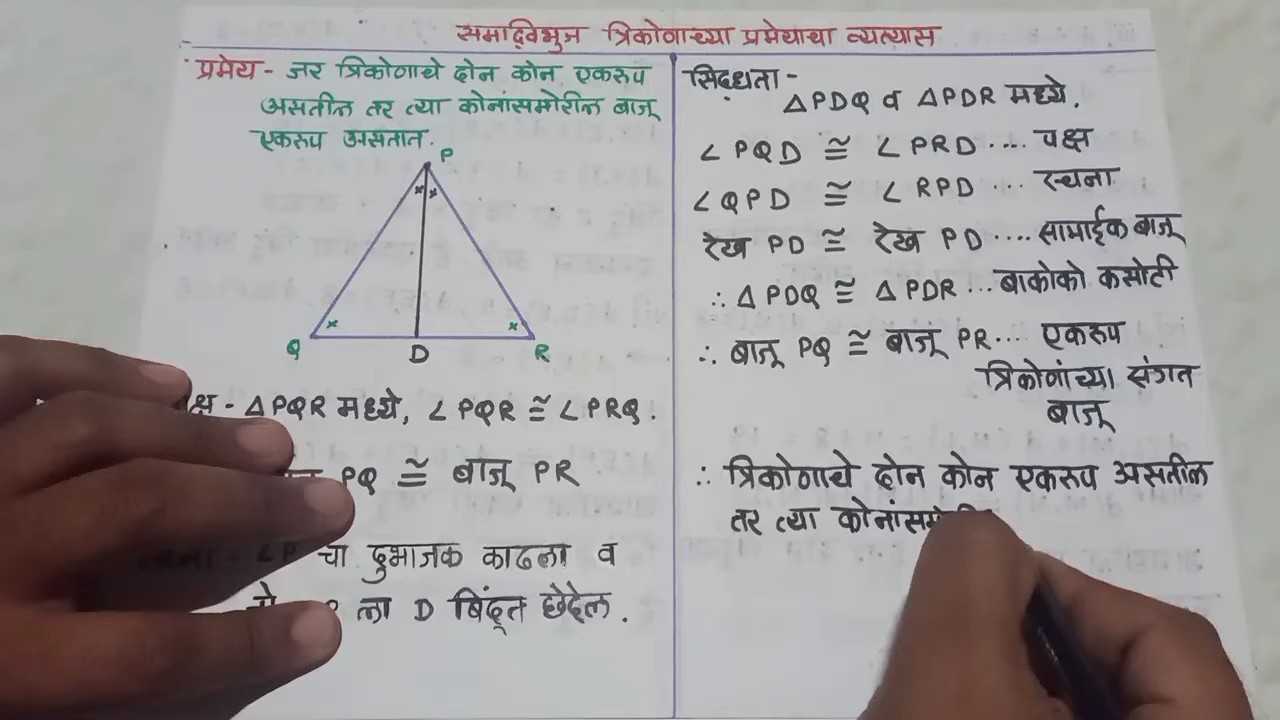 समद्विभुज त्रिकोणाच्या प्रमेयाचा व्यत्यास
प्रमेय - जर त्रिकोणाचे दोन कोन एकरूप
असतील तर त्या कोनांसमोरील बाजू
एकरूप असतात.
P
Q D R
△PQR मध्ये, ∠PQR ≅ ∠PRQ.
PQ ≅ बाजू PR
चा दुभाजक काढला व
ला D बिंदूत छेदेल.
सिद्धता -
△PDQ व △PDR मध्ये,
∠PQD ≅ ∠PRD .... पक्ष
∠QPD ≅ ∠RPD ... रचना
रेख PD ≅ रेख PD .... सामाईक बाजू
∴ △PDQ ≅ △PDR ... बाकोको कसोटी
∴ बाजू PQ ≅ बाजू PR ... एकरूप
त्रिकोणांच्या संगत
बाजू
∴ त्रिकोणाचे दोन कोन एकरूप असतील
तर त्या